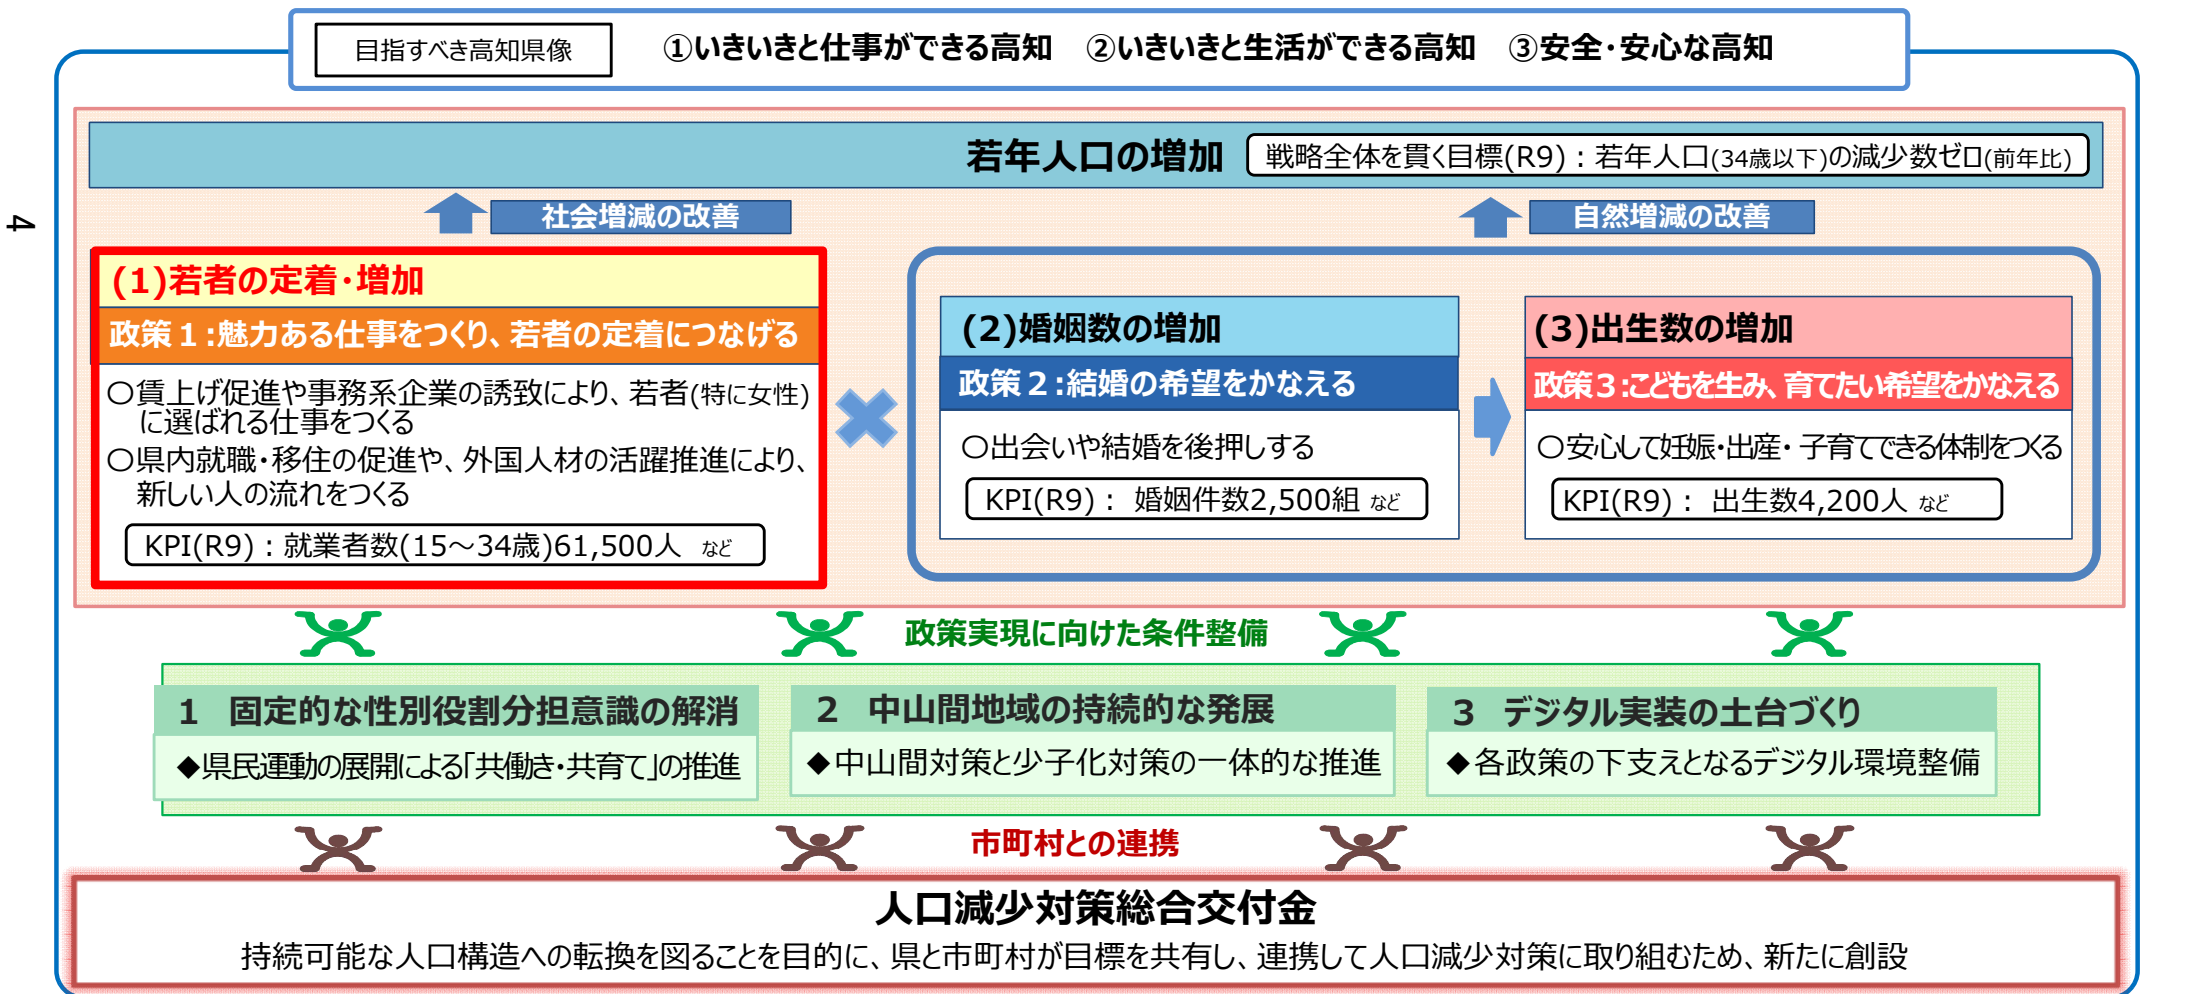 目指すべき高知県像
①いきいきと仕事ができる高知　②いきいきと生活ができる高知　③安全・安心な高知
若年人口の増加
戦略全体を貫く目標(R9)：若年人口(34歳以下)の減少数ゼロ(前年比)
4
社会増減の改善
自然増減の改善
(1)若者の定着・増加
政策１:魅力ある仕事をつくり、若者の定着につなげる
○賃上げ促進や事務系企業の誘致により、若者(特に女性)
に選ばれる仕事をつくる
○県内就職・移住の促進や、外国人材の活躍推進により、
新しい人の流れをつくる
KPI(R9)：就業者数(15～34歳)61,500人 など
(2)婚姻数の増加
政策２:結婚の希望をかなえる
○出会いや結婚を後押しする
KPI(R9)： 婚姻件数2,500組 など
(3)出生数の増加
政策３:こどもを生み、育てたい希望をかなえる
○安心して妊娠・出産・子育てできる体制をつくる
KPI(R9)： 出生数4,200人 など
政策実現に向けた条件整備
1　固定的な性別役割分担意識の解消
◆県民運動の展開による「共働き・共育て」の推進
2　中山間地域の持続的な発展
◆中山間対策と少子化対策の一体的な推進
3　デジタル実装の土台づくり
◆各政策の下支えとなるデジタル環境整備
市町村との連携
人口減少対策総合交付金
持続可能な人口構造への転換を図ることを目的に、県と市町村が目標を共有し、連携して人口減少対策に取り組むため、新たに創設